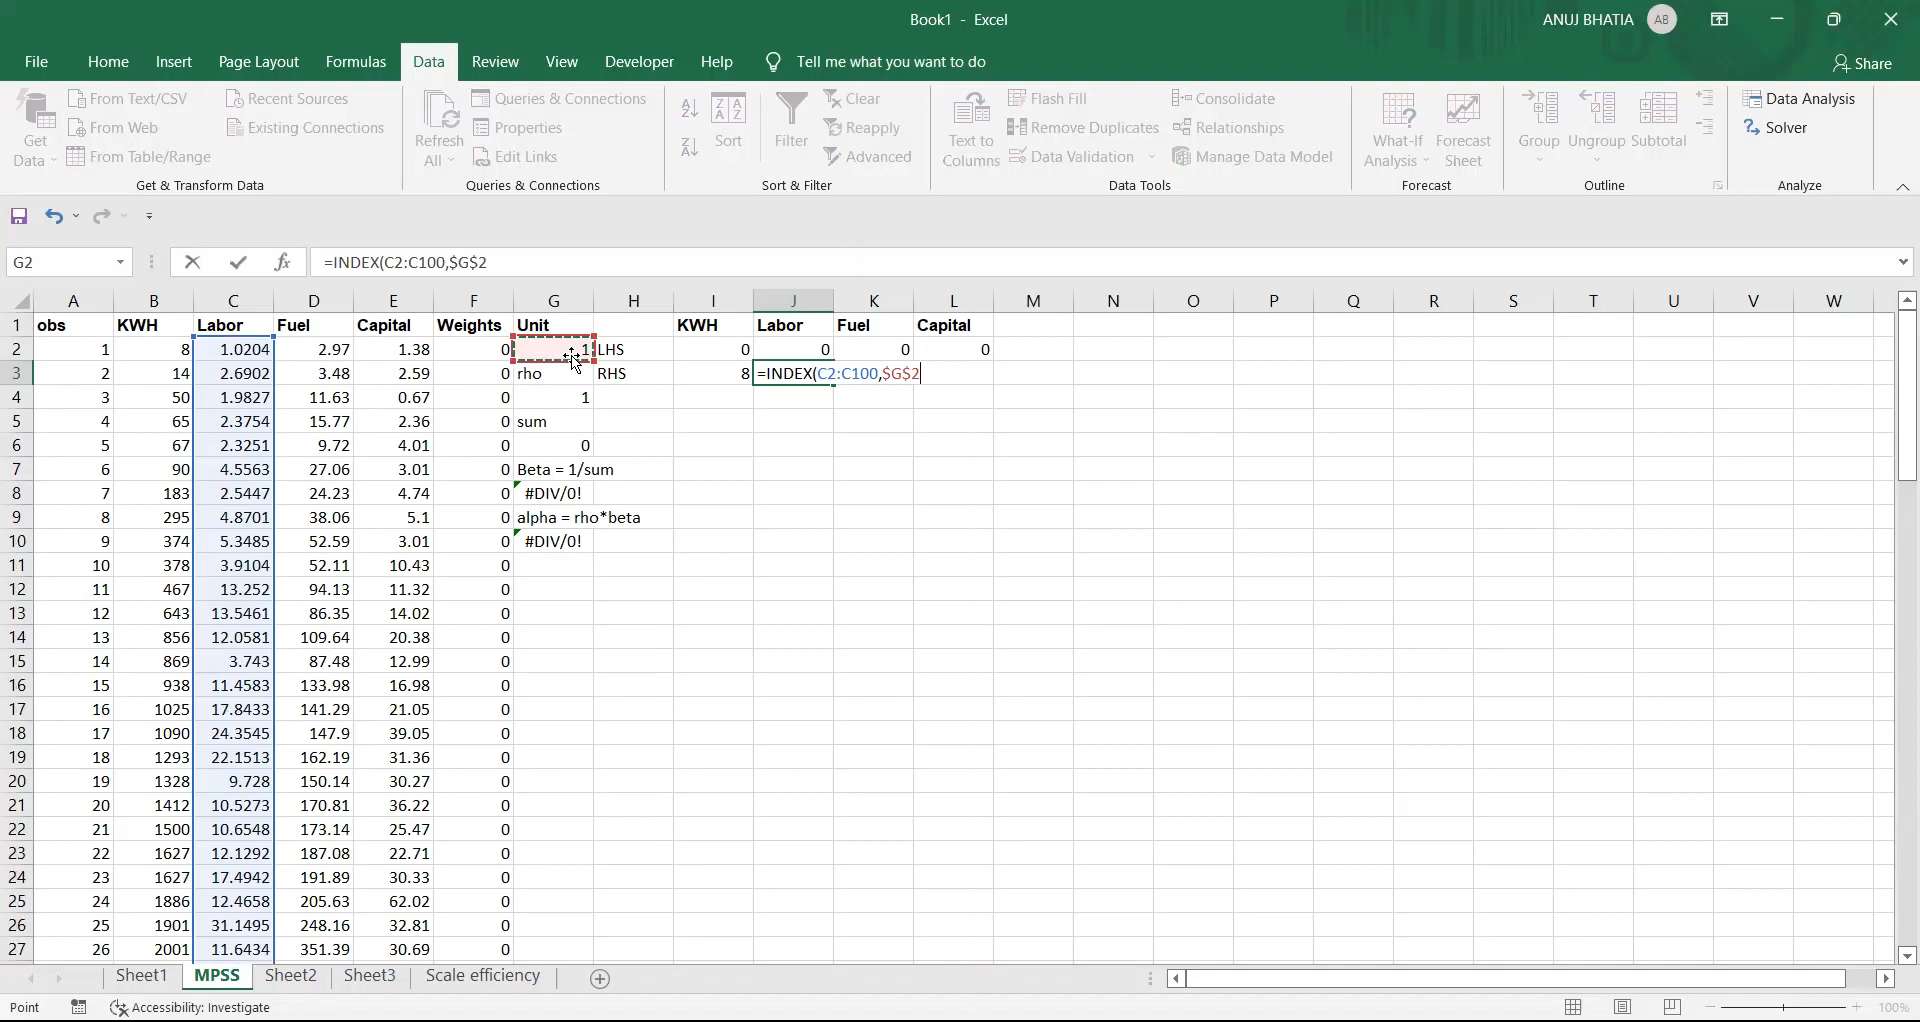 Book1 - Excel
ANUJ BHATIA AB
File Home Insert Page Layout Formulas Data Review View Developer Help Tell me what you want to do Share
Get Data From Text/CSV From Web From Table/Range Recent Sources Existing Connections
Get & Transform Data
Refresh All Queries & Connections Properties Edit Links
Queries & Connections
Sort Filter Clear Reapply Advanced
Sort & Filter
Text to Columns Flash Fill Remove Duplicates Data Validation Consolidate Relationships Manage Data Model
Data Tools
What-If Analysis Forecast Sheet
Forecast
Group Ungroup Subtotal
Outline
Data Analysis Solver
Analyze
G2 fx =INDEX(C2:C100,$G$2
A B C D E F G H I J K L M N O P Q R S T U V W
1 obs KWH Labor Fuel Capital Weights Unit KWH Labor Fuel Capital
2 1 8 1.0204 2.97 1.38 0 1 LHS 0 0 0 0
3 2 14 2.6902 3.48 2.59 0 rho RHS 8 =INDEX(C2:C100,$G$2
4 3 50 1.9827 11.63 0.67 0 1
5 4 65 2.3754 15.77 2.36 0 sum
6 5 67 2.3251 9.72 4.01 0 0
7 6 90 4.5563 27.06 3.01 0 Beta = 1/sum
8 7 183 2.5447 24.23 4.74 0 #DIV/0!
9 8 295 4.8701 38.06 5.1 0 alpha = rho*beta
10 9 374 5.3485 52.59 3.01 0 #DIV/0!
11 10 378 3.9104 52.11 10.43 0
12 11 467 13.252 94.13 11.32 0
13 12 643 13.5461 86.35 14.02 0
14 13 856 12.0581 109.64 20.38 0
15 14 869 3.743 87.48 12.99 0
16 15 938 11.4583 133.98 16.98 0
17 16 1025 17.8433 141.29 21.05 0
18 17 1090 24.3545 147.9 39.05 0
19 18 1293 22.1513 162.19 31.36 0
20 19 1328 9.728 150.14 30.27 0
21 20 1412 10.5273 170.81 36.22 0
22 21 1500 10.6548 173.14 25.47 0
23 22 1627 12.1292 187.08 22.71 0
24 23 1627 17.4942 191.89 30.33 0
25 24 1886 12.4658 205.63 62.02 0
26 25 1901 31.1495 248.16 32.81 0
27 26 2001 11.6434 351.39 30.69 0
Sheet1 MPSS Sheet2 Sheet3 Scale efficiency
Point Accessibility: Investigate 100%